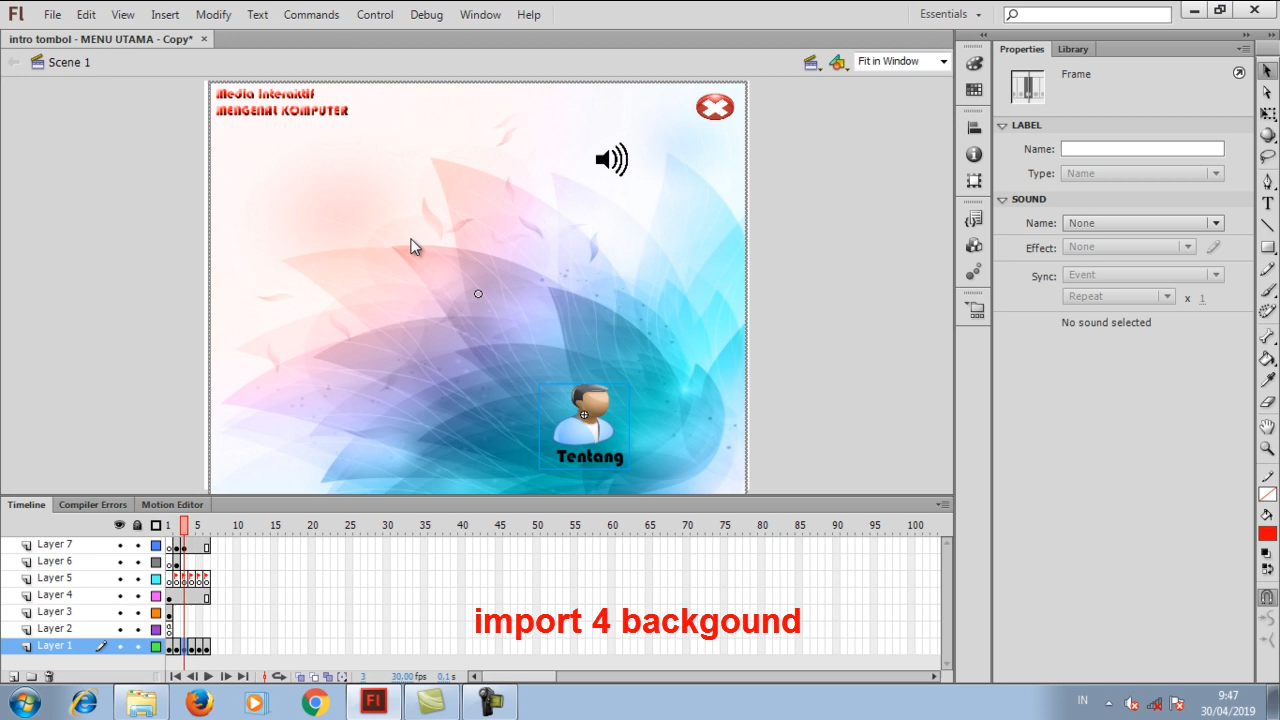 Fl File Edit View Insert Modify Text Commands Control Debug Window Help Essentials
intro tombol - MENU UTAMA - Copy* ×
Scene 1 Fit in Window
Properties Library
Frame
LABEL
Name:
Type: Name
SOUND
Name: None
Effect: None
Sync: Event
Repeat x 1
No sound selected
Media Interaktif
MENGENAL KOMPUTER
Tentang
Timeline Compiler Errors Motion Editor
1 5 10 15 20 25 30 35 40 45 50 55 60 65 70 75 80 85 90 95 100
Layer 7
Layer 6
Layer 5
Layer 4
Layer 3
Layer 2
Layer 1
import 4 backgound
3 30,00 fps 0,1 s
Fl
IN
9:47
30/04/2019